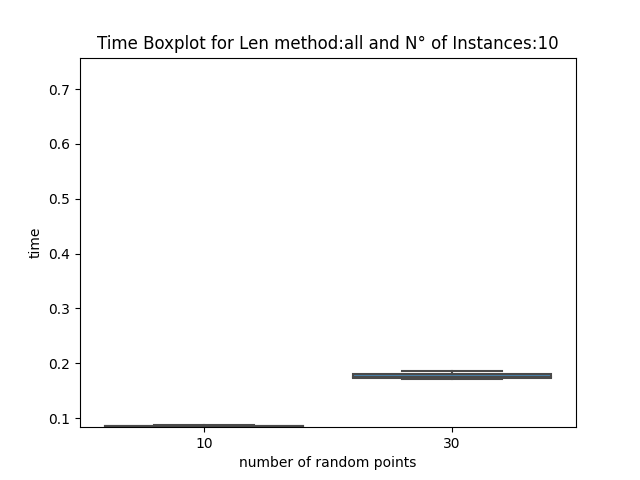 Time Boxplot for Len method:all and N° of Instances:10
0.7
0.6
0.5
0.4
0.3
0.2
0.1
time
10 30
number of random points